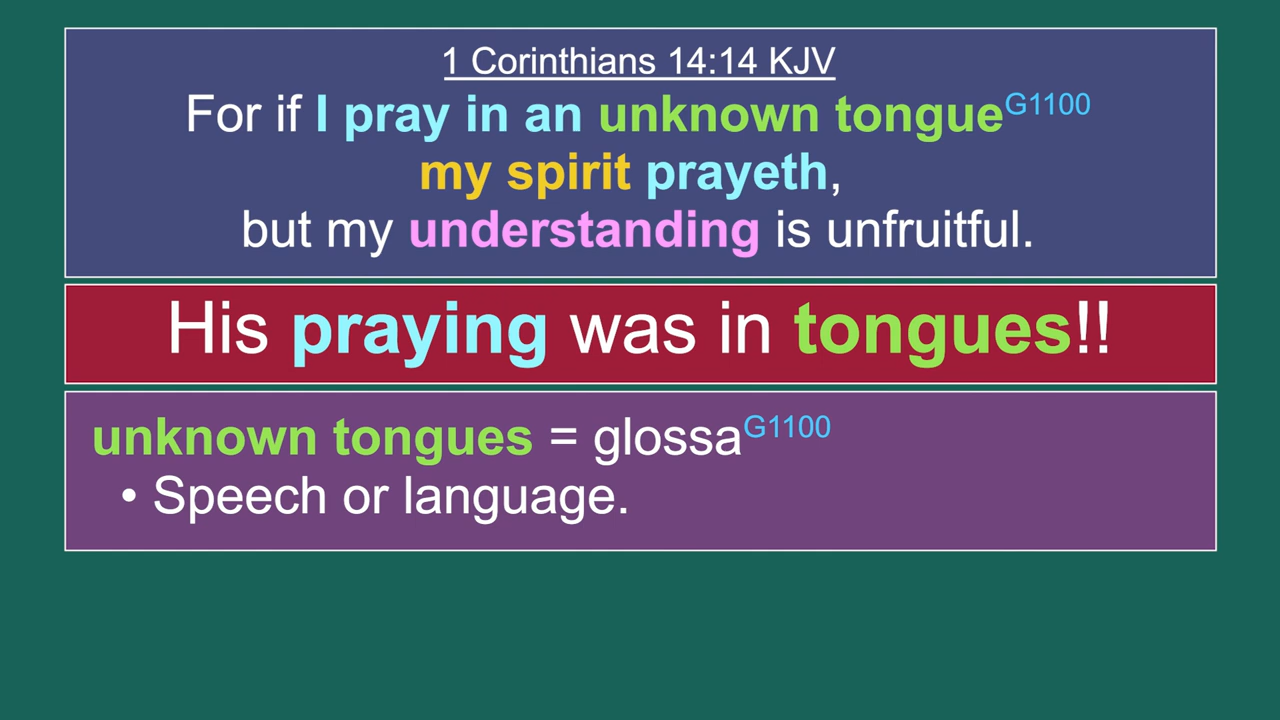 1 Corinthians 14:14 KJV
For if I pray in an unknown tongueG1100
my spirit prayeth,
but my understanding is unfruitful.
His praying was in tongues!!
unknown tongues = glossaG1100
• Speech or language.